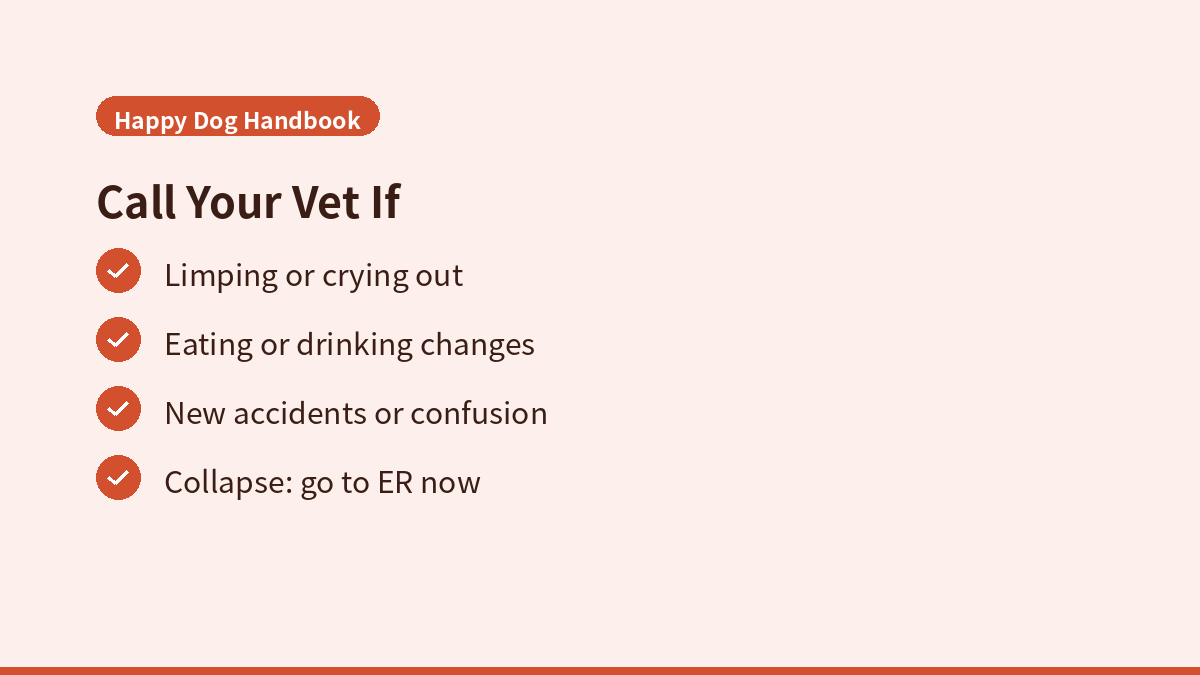 Happy Dog Handbook
Call Your Vet If
Limping or crying out
Eating or drinking changes
New accidents or confusion
Collapse: go to ER now